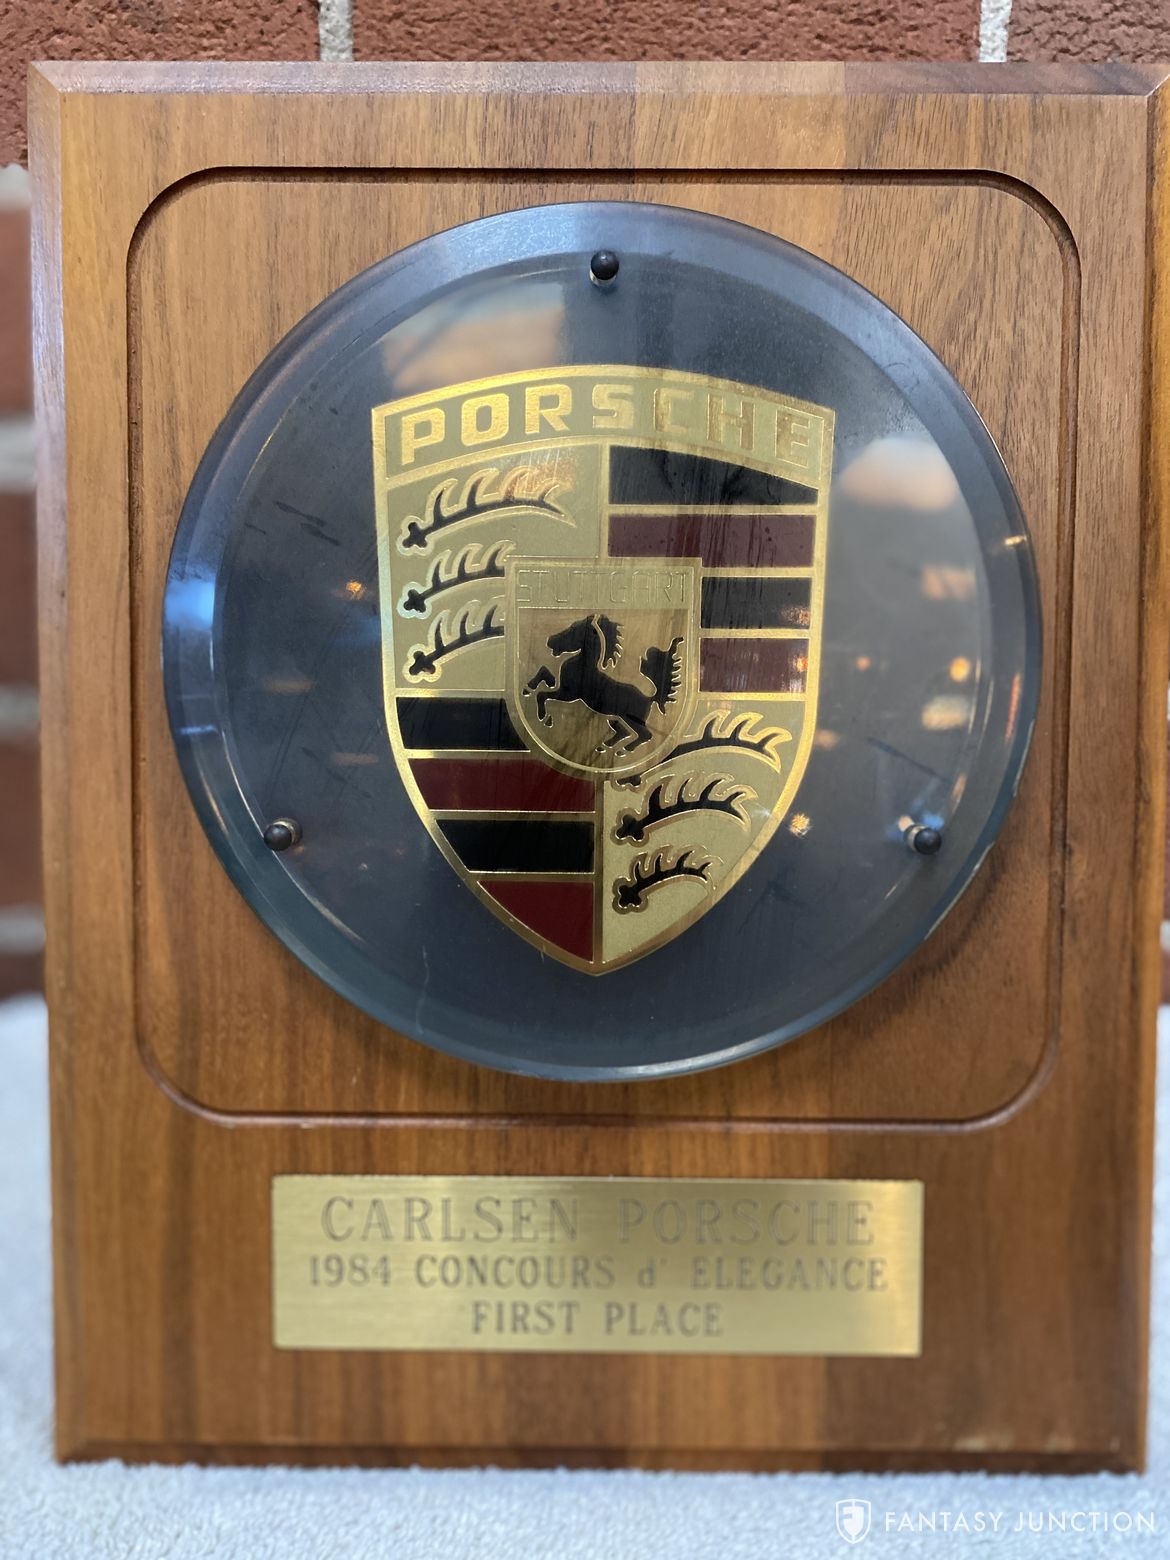 PORSCHE
STUTTGART
CARLSEN PORSCHE
1984 CONCOURS d' ELEGANCE
FIRST PLACE
FANTASY JUNCTION